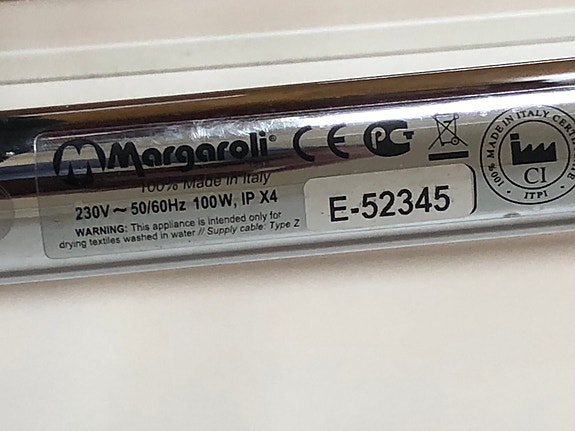 Margaroli®
100% Made in Italy
230V ~ 50/60Hz 100W, IP X4
WARNING: This appliance is intended only for
drying textiles washed in water // Supply cable: Type Z
CE PCT
E-52345
100% MADE IN ITALY
CI
ITPI